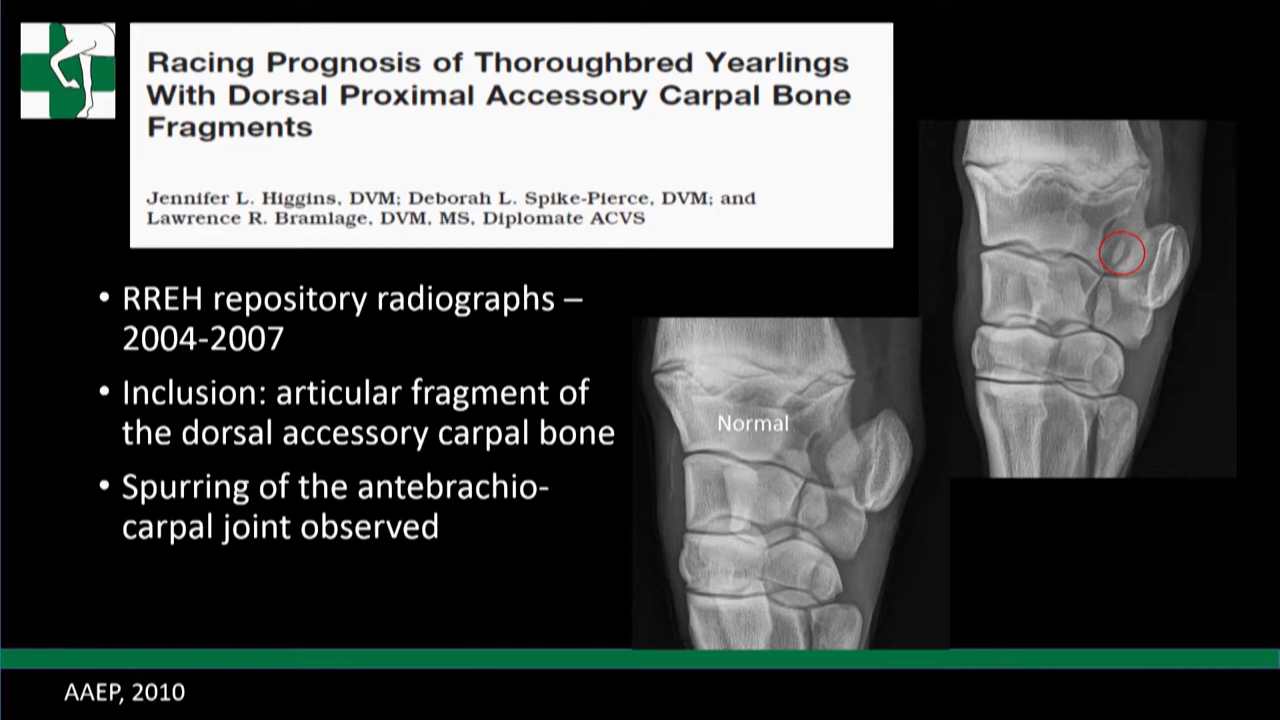 Racing Prognosis of Thoroughbred Yearlings
With Dorsal Proximal Accessory Carpal Bone
Fragments
Jennifer L. Higgins, DVM; Deborah L. Spike-Pierce, DVM; and
Lawrence R. Bramlage, DVM, MS, Diplomate ACVS
• RREH repository radiographs –
2004-2007
• Inclusion: articular fragment of
the dorsal accessory carpal bone
• Spurring of the antebrachio-
carpal joint observed
Normal
AAEP, 2010